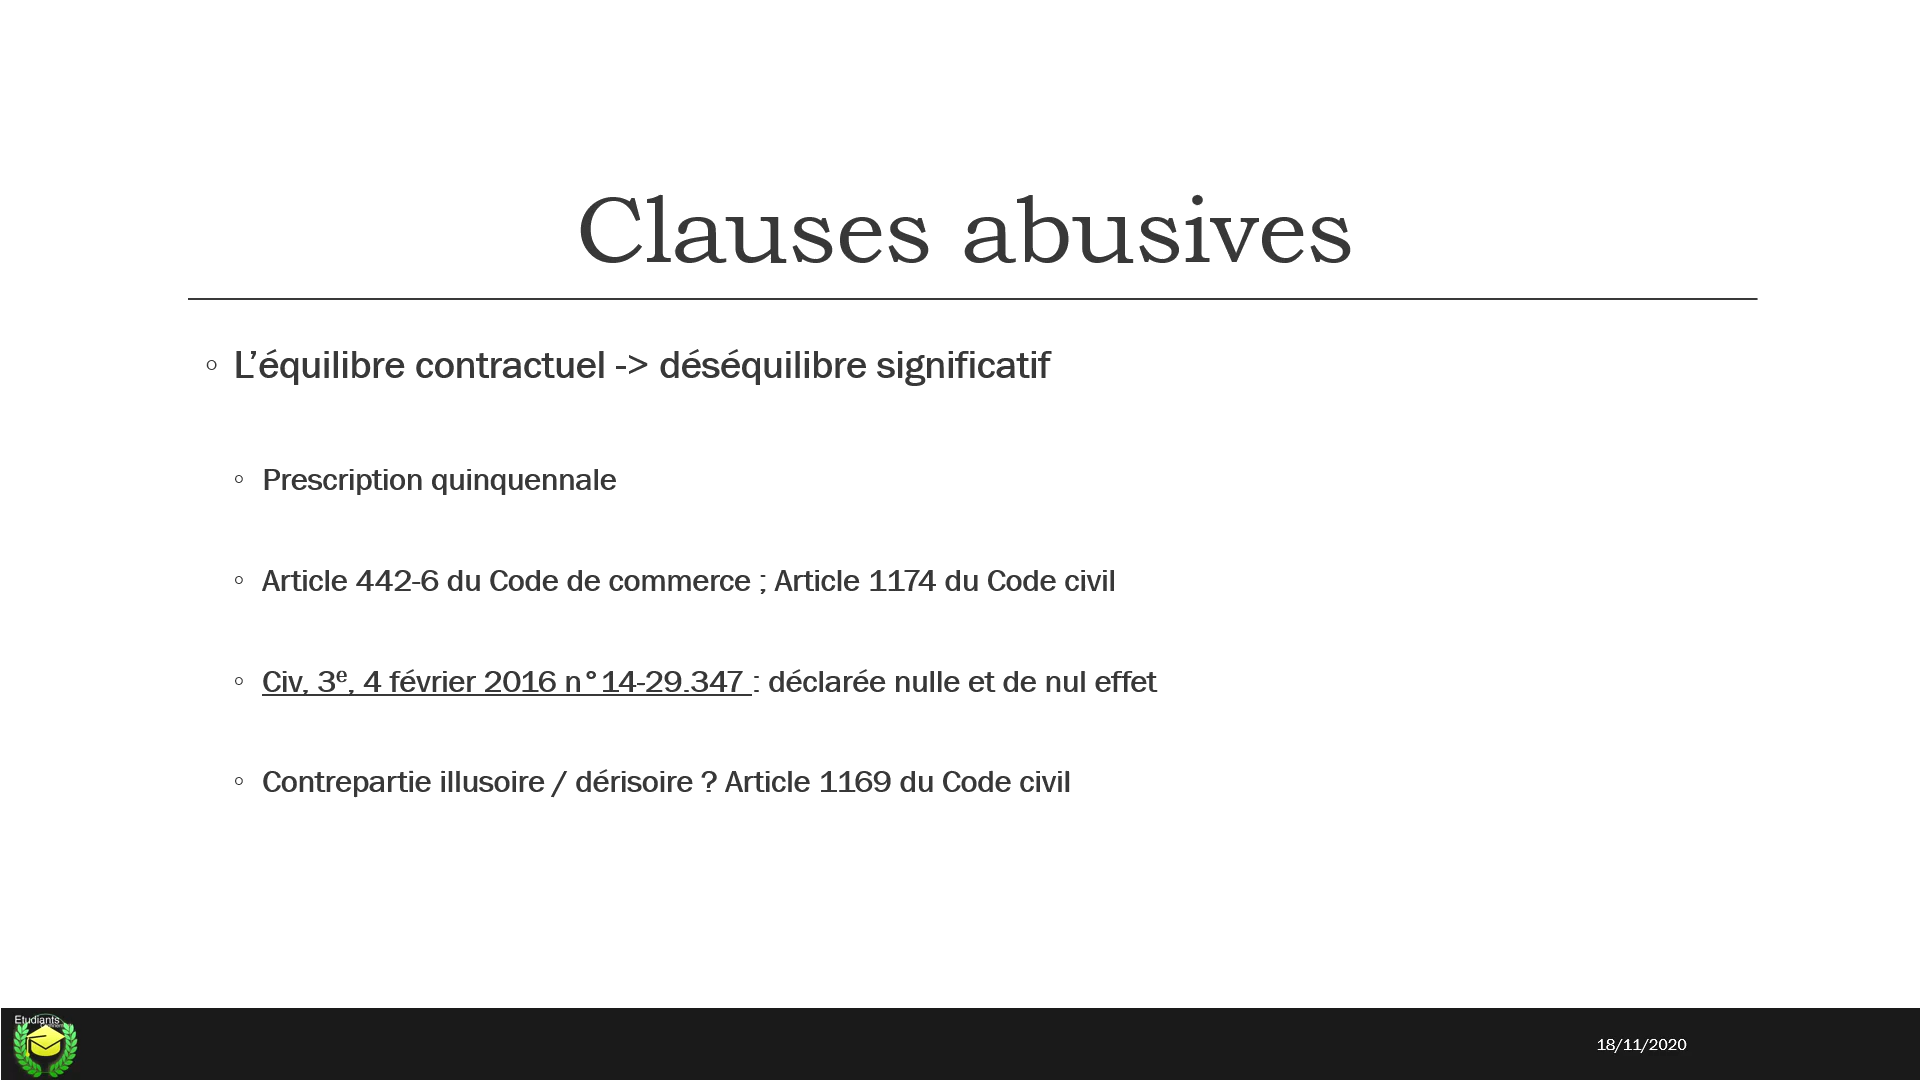 Clauses abusives
◦ L’équilibre contractuel -> déséquilibre significatif
◦ Prescription quinquennale
◦ Article 442-6 du Code de commerce ; Article 1174 du Code civil
◦ Civ, 3e, 4 février 2016 n°14-29.347 : déclarée nulle et de nul effet
◦ Contrepartie illusoire / dérisoire ? Article 1169 du Code civil
Etudiants
18/11/2020